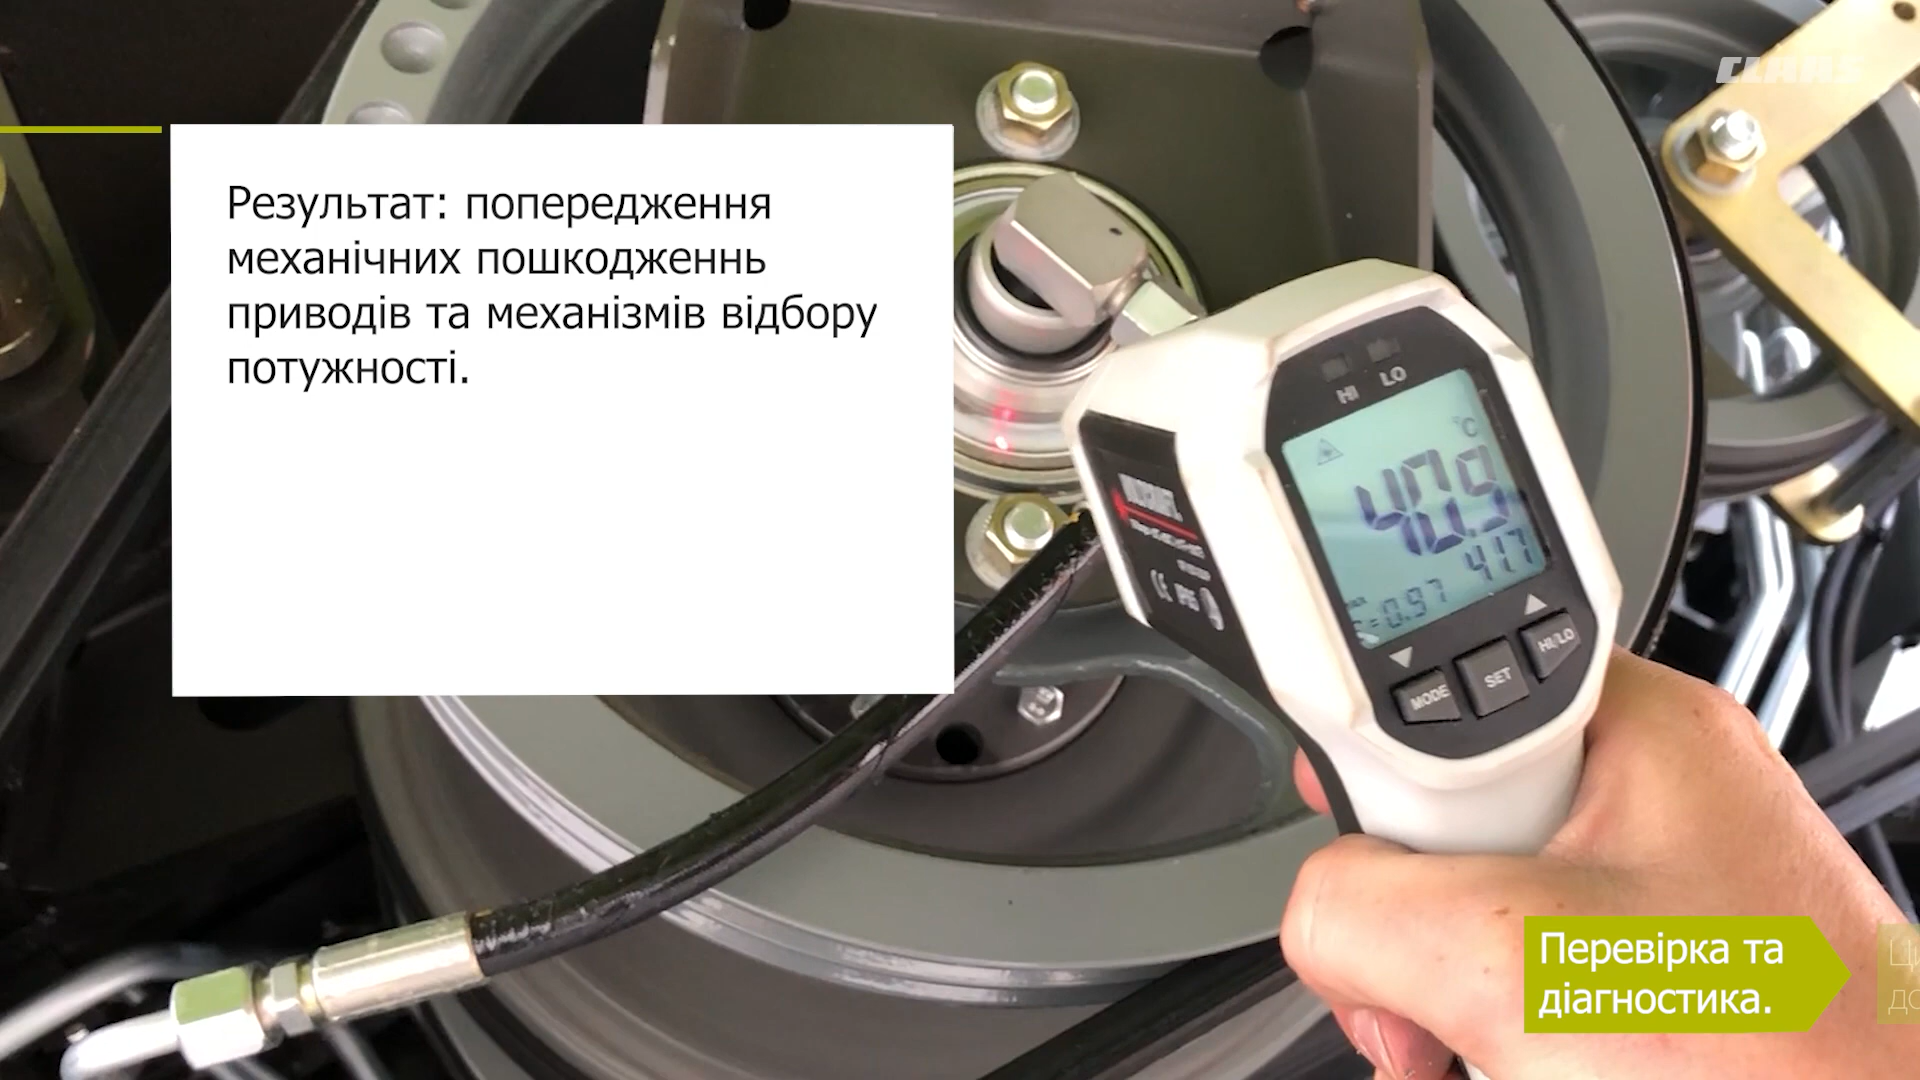 CLAAS
Результат: попередження
механічних пошкодженнь
приводів та механізмів відбору
потужності.
HI LO
°C
40.9
41.7
ε=0.97
MODE
SET
HI/LO
CE IP65
Перевірка та
діагностика.